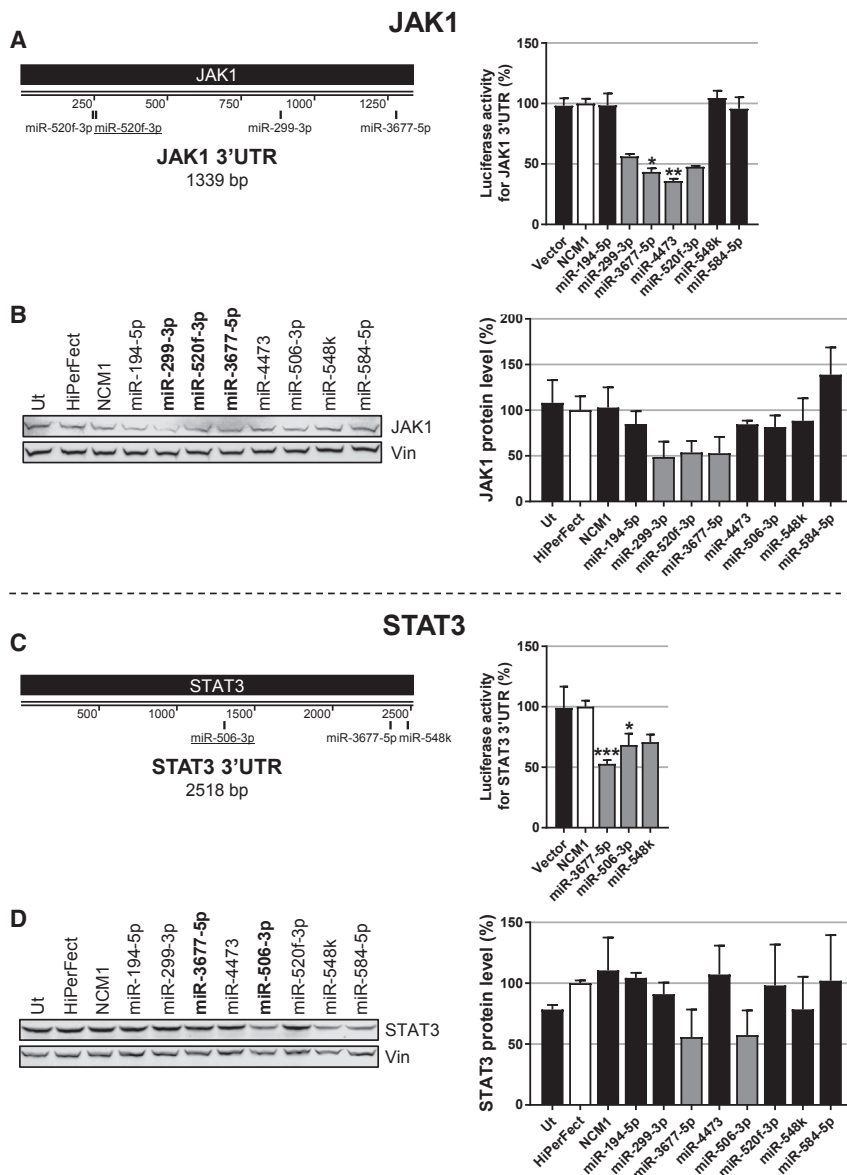 JAK1
A
JAK1
250 500 750 1000 1250
miR-520f-3p miR-520f-3p miR-299-3p miR-3677-5p
JAK1 3'UTR
1339 bp
Luciferase activity
for JAK1 3'UTR (%)
150
100
50
0
* **
Vector NCM1 miR-194-5p miR-299-3p miR-3677-5p miR-4473 miR-520f-3p miR-548k miR-584-5p
B
Ut HiPerFect NCM1 miR-194-5p miR-299-3p miR-520f-3p miR-3677-5p miR-4473 miR-506-3p miR-548k miR-584-5p
JAK1
Vin
JAK1 protein level (%)
200
150
100
50
0
Ut HiPerFect NCM1 miR-194-5p miR-299-3p miR-520f-3p miR-3677-5p miR-4473 miR-506-3p miR-548k miR-584-5p
STAT3
C
STAT3
500 1000 1500 2000 2500
miR-506-3p miR-3677-5p miR-548k
STAT3 3'UTR
2518 bp
Luciferase activity
for STAT3 3'UTR (%)
150
100
50
0
*** *
Vector NCM1 miR-3677-5p miR-506-3p miR-548k
D
Ut HiPerFect NCM1 miR-194-5p miR-299-3p miR-3677-5p miR-4473 miR-506-3p miR-520f-3p miR-548k miR-584-5p
STAT3
Vin
STAT3 protein level (%)
150
100
50
0
Ut HiPerFect NCM1 miR-194-5p miR-299-3p miR-3677-5p miR-4473 miR-506-3p miR-520f-3p miR-548k miR-584-5p